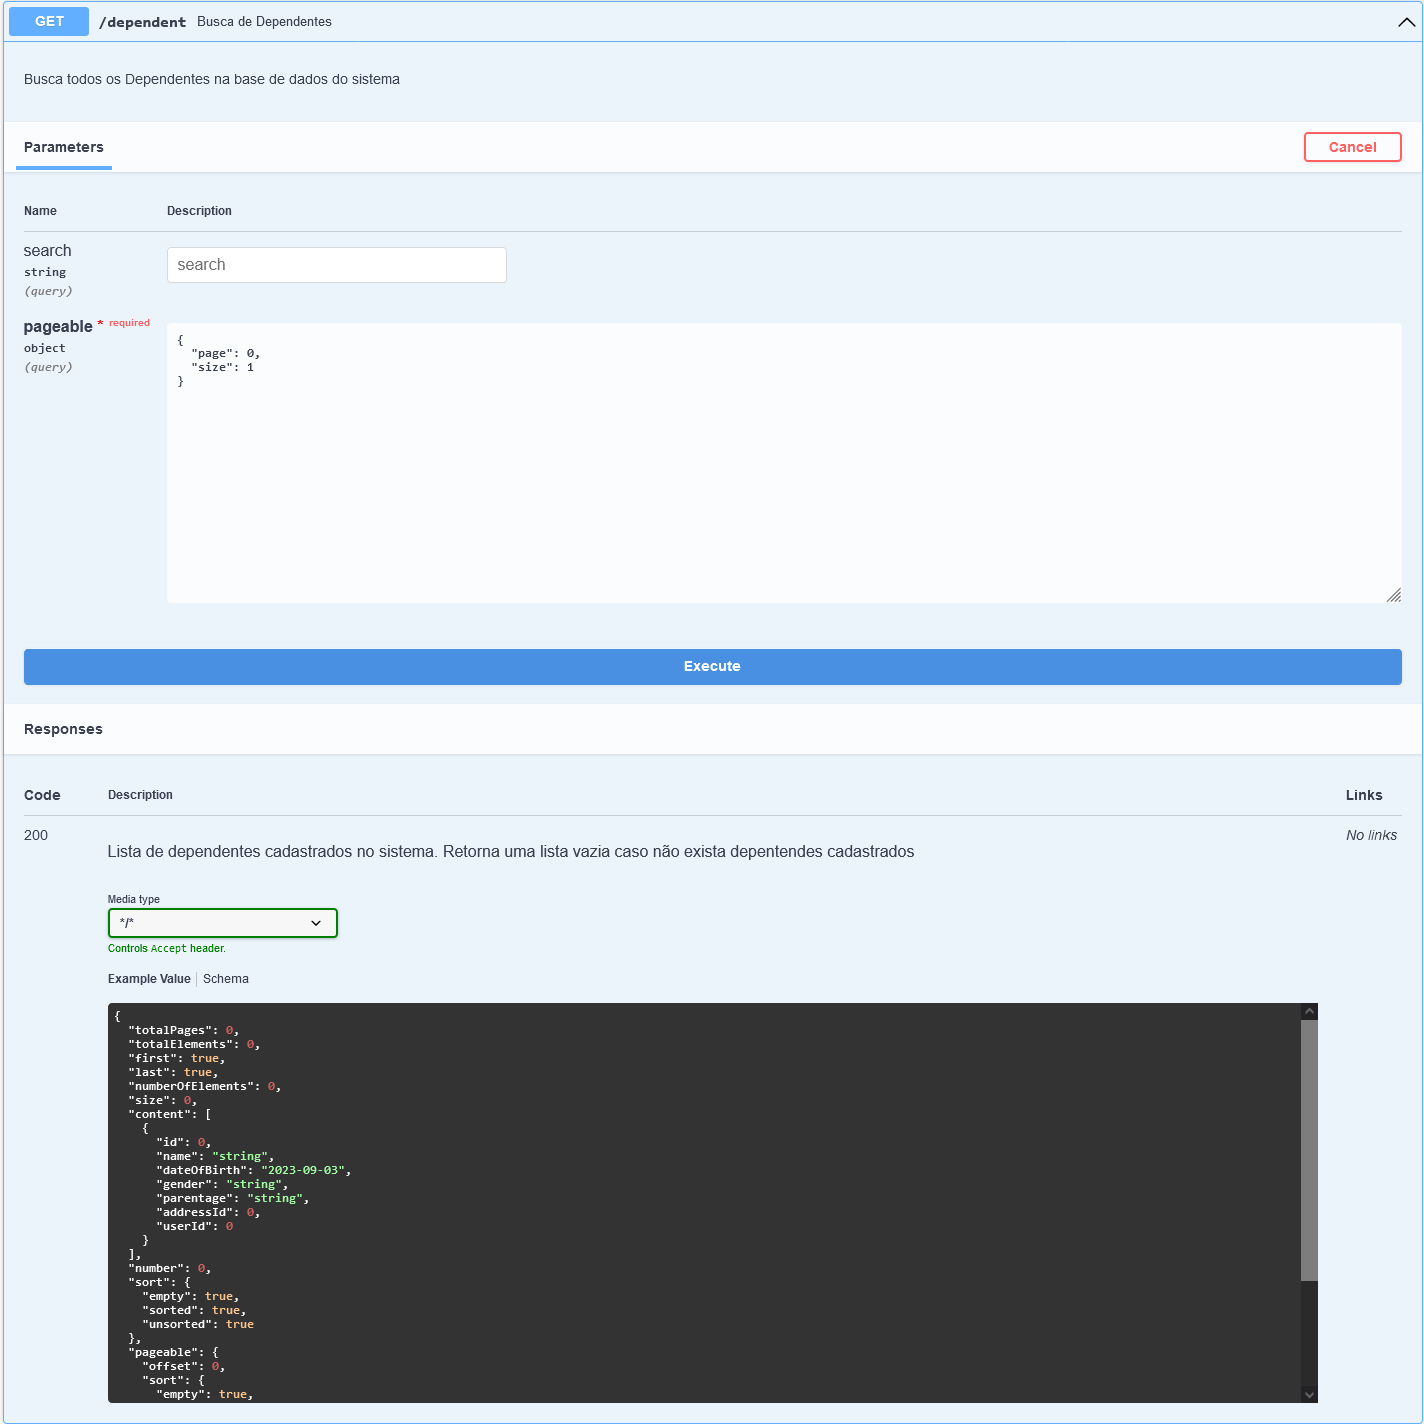 GET /dependent Busca de Dependentes
Busca todos os Dependentes na base de dados do sistema
Parameters
Cancel
Name Description
search
string
(query)
search
pageable * required
object
(query)
{
  "page": 0,
  "size": 1
}
Execute
Responses
Code Description Links
200
No links
Lista de dependentes cadastrados no sistema. Retorna uma lista vazia caso não exista depentendes cadastrados
Media type
*/*
Controls Accept header.
Example Value Schema
{
  "totalPages": 0,
  "totalElements": 0,
  "first": true,
  "last": true,
  "numberOfElements": 0,
  "size": 0,
  "content": [
    {
      "id": 0,
      "name": "string",
      "dateOfBirth": "2023-09-03",
      "gender": "string",
      "parentage": "string",
      "addressId": 0,
      "userId": 0
    }
  ],
  "number": 0,
  "sort": {
    "empty": true,
    "sorted": true,
    "unsorted": true
  },
  "pageable": {
    "offset": 0,
    "sort": {
      "empty": true,